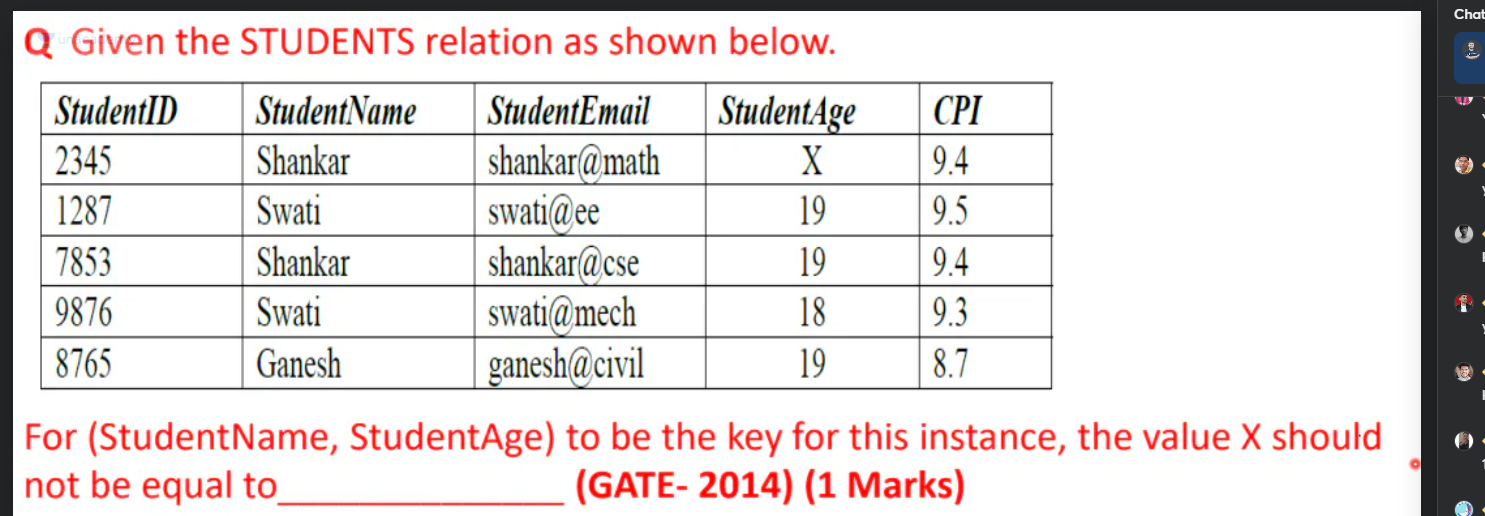 Chat
Q Given the STUDENTS relation as shown below.
StudentID StudentName StudentEmail StudentAge CPI
2345 Shankar shankar@math X 9.4
1287 Swati swati@ee 19 9.5
7853 Shankar shankar@cse 19 9.4
9876 Swati swati@mech 18 9.3
8765 Ganesh ganesh@civil 19 8.7
For (StudentName, StudentAge) to be the key for this instance, the value X should
not be equal to_______________ (GATE- 2014) (1 Marks)